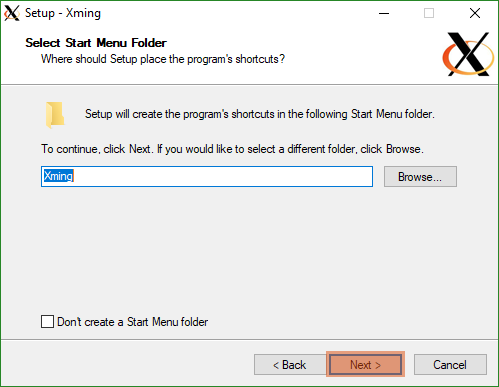 Setup - Xming
Select Start Menu Folder
Where should Setup place the program's shortcuts?
Setup will create the program's shortcuts in the following Start Menu folder.
To continue, click Next. If you would like to select a different folder, click Browse.
Xming
Browse...
Don't create a Start Menu folder
< Back
Next >
Cancel